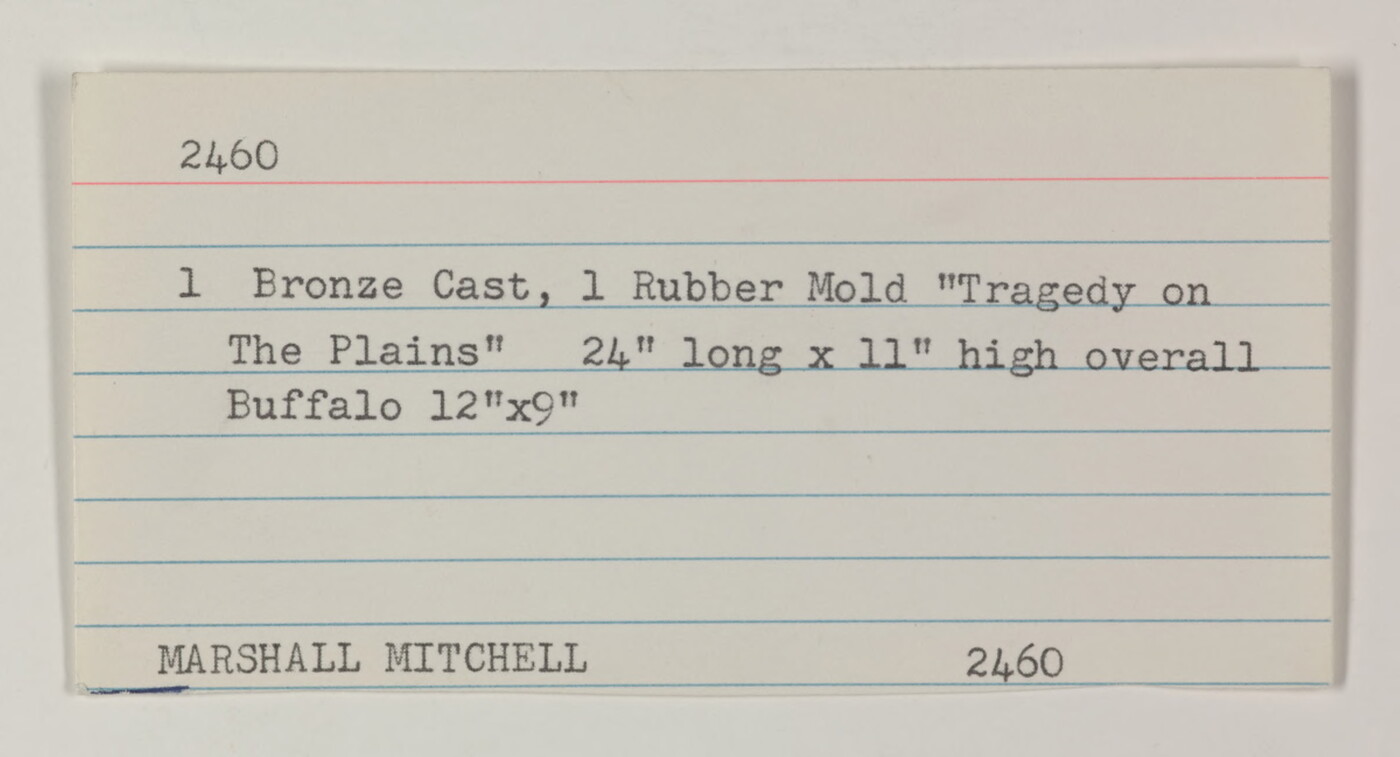 2460
1 Bronze Cast, 1 Rubber Mold "Tragedy on
The Plains" 24" long x 11" high overall
Buffalo 12"x9"
MARSHALL MITCHELL 2460